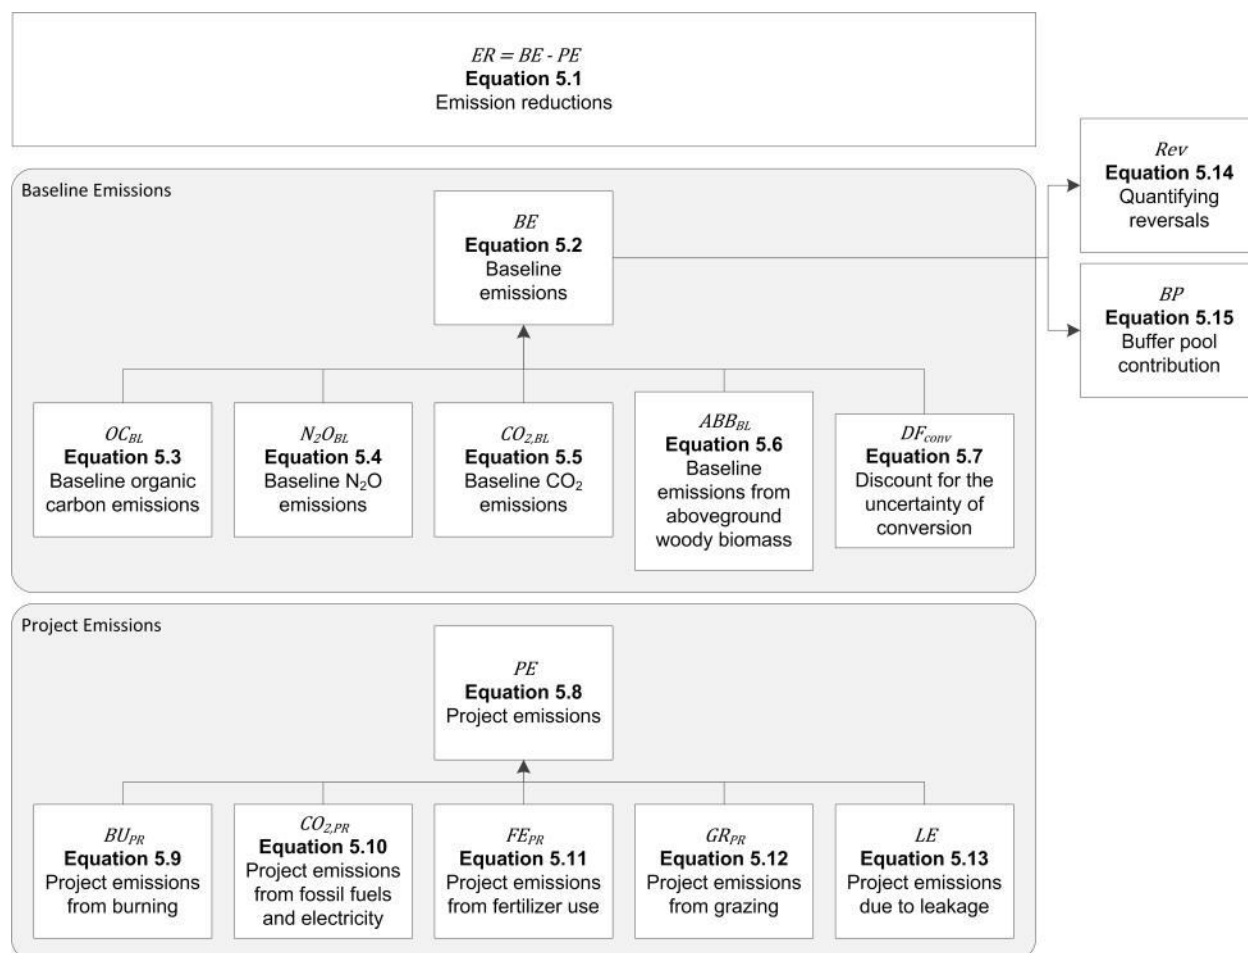 ER = BE - PE
Equation 5.1
Emission reductions
Rev
Equation 5.14
Quantifying
reversals
BP
Equation 5.15
Buffer pool
contribution
Baseline Emissions
BE
Equation 5.2
Baseline
emissions
OC_BL
Equation 5.3
Baseline organic
carbon emissions
N₂O_BL
Equation 5.4
Baseline N₂O
emissions
CO₂,BL
Equation 5.5
Baseline CO₂
emissions
ABB_BL
Equation 5.6
Baseline
emissions from
aboveground
woody biomass
DF_conv
Equation 5.7
Discount for the
uncertainty of
conversion
Project Emissions
PE
Equation 5.8
Project emissions
BU_PR
Equation 5.9
Project emissions
from burning
CO₂,PR
Equation 5.10
Project emissions
from fossil fuels
and electricity
FE_PR
Equation 5.11
Project emissions
from fertilizer use
GR_PR
Equation 5.12
Project emissions
from grazing
LE
Equation 5.13
Project emissions
due to leakage